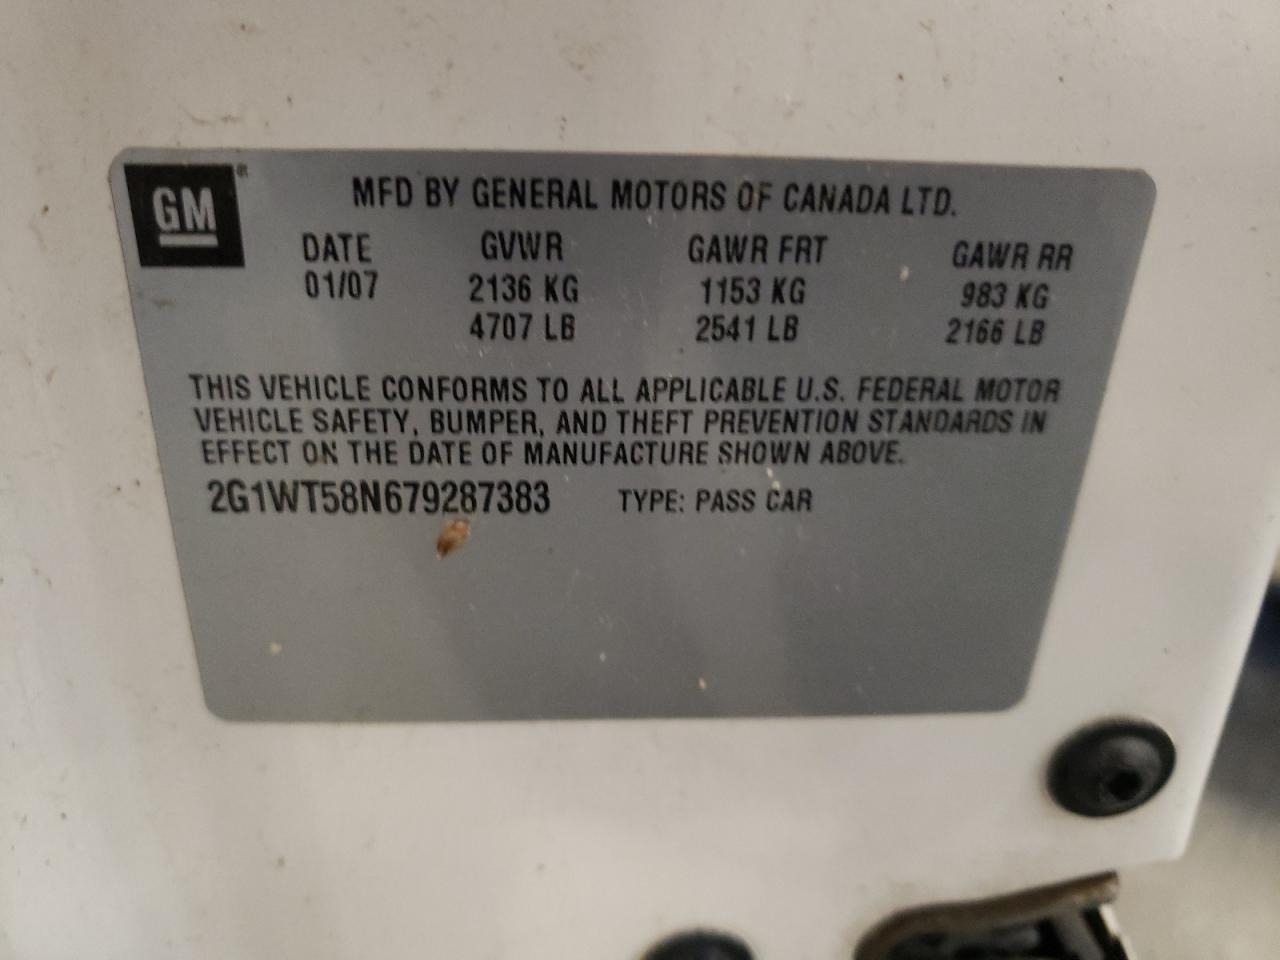 GM
MFD BY GENERAL MOTORS OF CANADA LTD.
DATE GVWR GAWR FRT GAWR RR
01/07 2136 KG 1153 KG 983 KG
4707 LB 2541 LB 2166 LB
THIS VEHICLE CONFORMS TO ALL APPLICABLE U.S. FEDERAL MOTOR
VEHICLE SAFETY, BUMPER, AND THEFT PREVENTION STANDARDS IN
EFFECT ON THE DATE OF MANUFACTURE SHOWN ABOVE.
2G1WT58N679287383 TYPE: PASS CAR